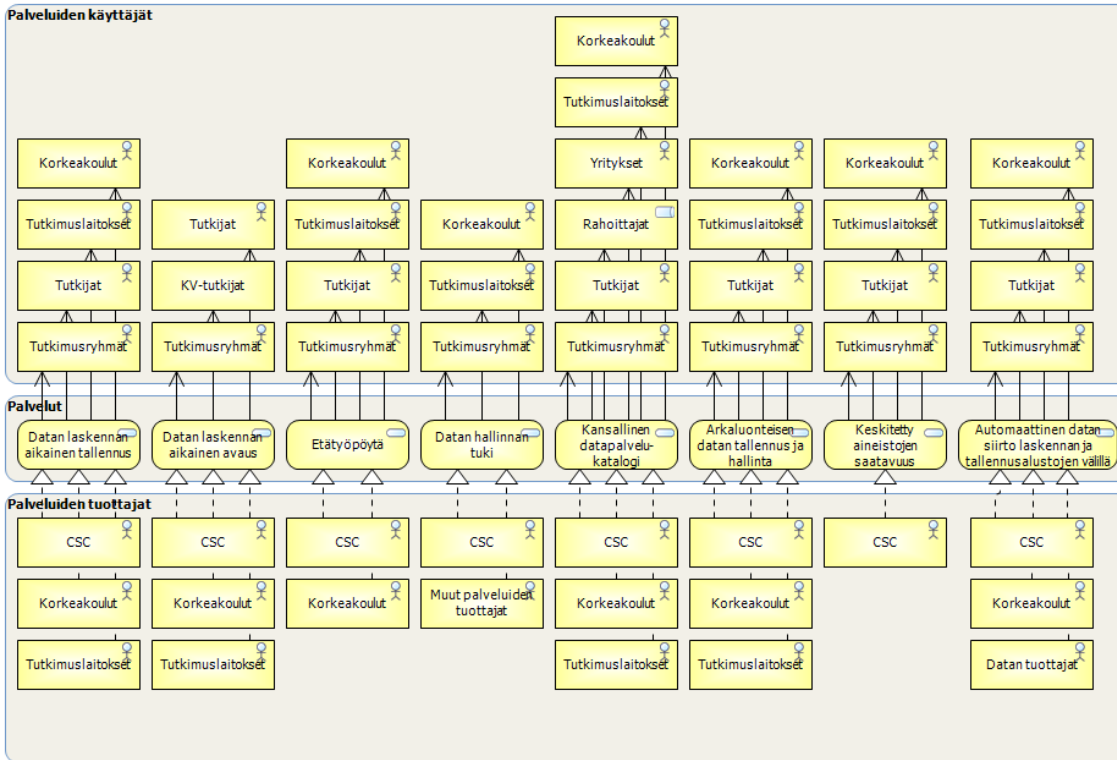 Palveluiden käyttäjät
Korkeakoulut
Tutkimuslaitokset
Korkeakoulut
Korkeakoulut
Yritykset
Korkeakoulut
Korkeakoulut
Korkeakoulut
Tutkimuslaitokset
Tutkijat
Tutkimuslaitokset
Korkeakoulut
Rahoittajat
Tutkimuslaitokset
Tutkimuslaitokset
Tutkimuslaitokset
Tutkijat
KV-tutkijat
Tutkijat
Tutkimuslaitokset
Tutkijat
Tutkijat
Tutkijat
Tutkijat
Tutkimusryhmät
Tutkimusryhmät
Tutkimusryhmät
Tutkimusryhmät
Tutkimusryhmät
Tutkimusryhmät
Tutkimusryhmät
Tutkimusryhmät
Palvelut
Datan laskennan
aikainen tallennus
Datan laskennan
aikainen avaus
Etätyöpöytä
Datan hallinnan
tuki
Kansallinen
datapalvelu-
katalogi
Arkaluonteisen
datan tallennus ja
hallinta
Keskitetty
aineistojen
saatavuus
Automaattinen datan
siirto laskennan ja
tallennusalustojen välillä
Palveluiden tuottajat
CSC
CSC
CSC
CSC
CSC
CSC
CSC
CSC
Korkeakoulut
Korkeakoulut
Korkeakoulut
Muut palveluiden
tuottajat
Korkeakoulut
Korkeakoulut
Korkeakoulut
Tutkimuslaitokset
Tutkimuslaitokset
Tutkimuslaitokset
Tutkimuslaitokset
Datan tuottajat